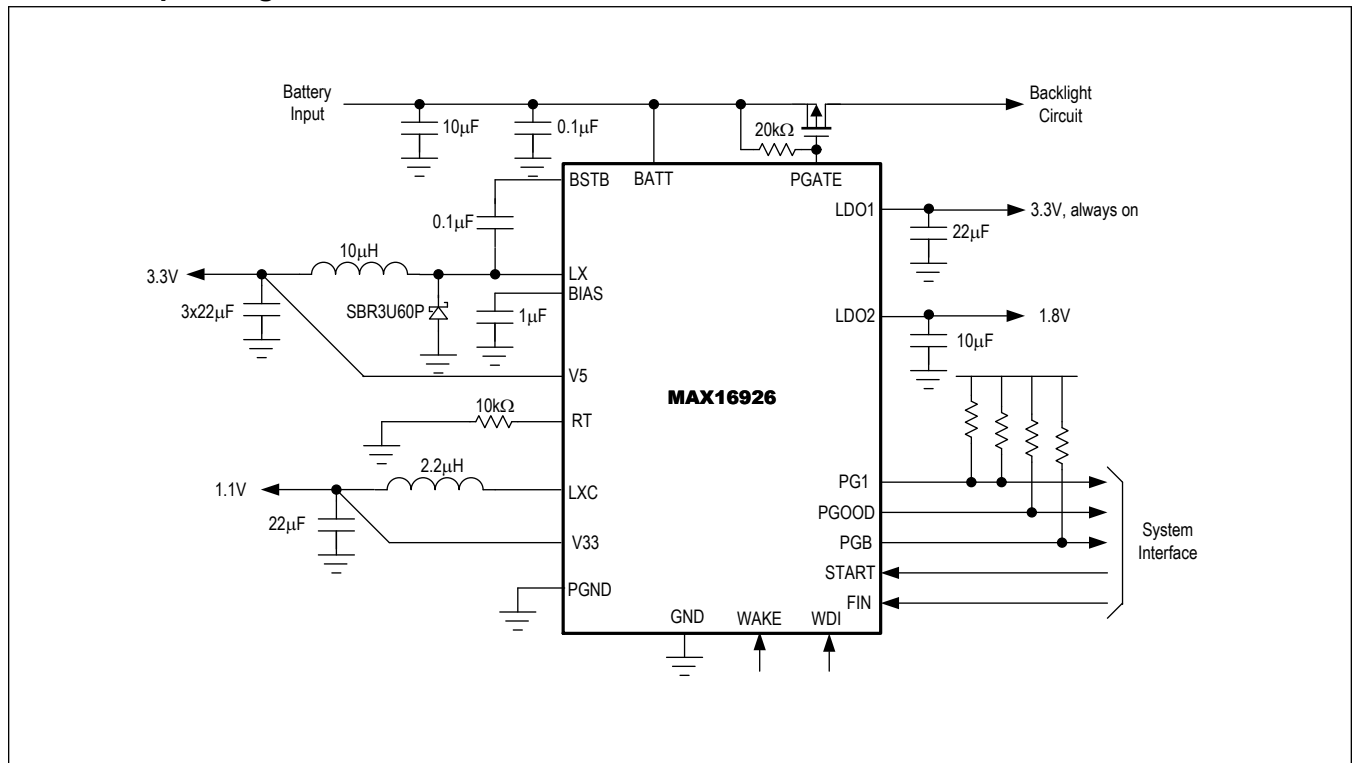 Battery
Input
Backlight
Circuit
10μF
0.1μF
20kΩ
BSTB
BATT
PGATE
LDO1
3.3V, always on
22μF
0.1μF
10μH
3.3V
LX
BIAS
3x22μF
SBR3U60P
1μF
LDO2
1.8V
10μF
V5
MAX16926
10kΩ
RT
2.2μH
1.1V
LXC
22μF
V33
PG1
PGOOD
PGB
START
FIN
System
Interface
PGND
GND
WAKE
WDI